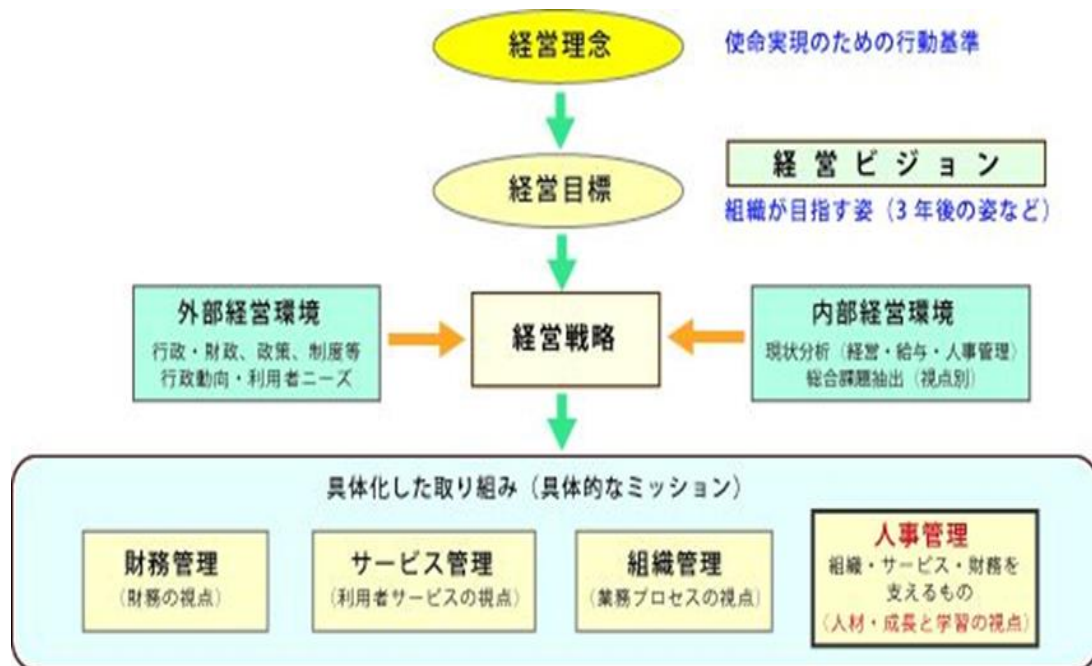 経営理念
使命実現のための行動基準
経営目標
経営ビジョン
組織が目指す姿（3年後の姿など）
外部経営環境
行政・財政、政策、制度等
行政動向・利用者ニーズ
経営戦略
内部経営環境
現状分析（経営・給与・人事管理）
総合課題抽出（視点別）
具体化した取り組み（具体的なミッション）
財務管理
（財務の視点）
サービス管理
（利用者サービスの視点）
組織管理
（業務プロセスの視点）
人事管理
組織・サービス・財務を
支えるもの
（人材・成長と学習の視点）